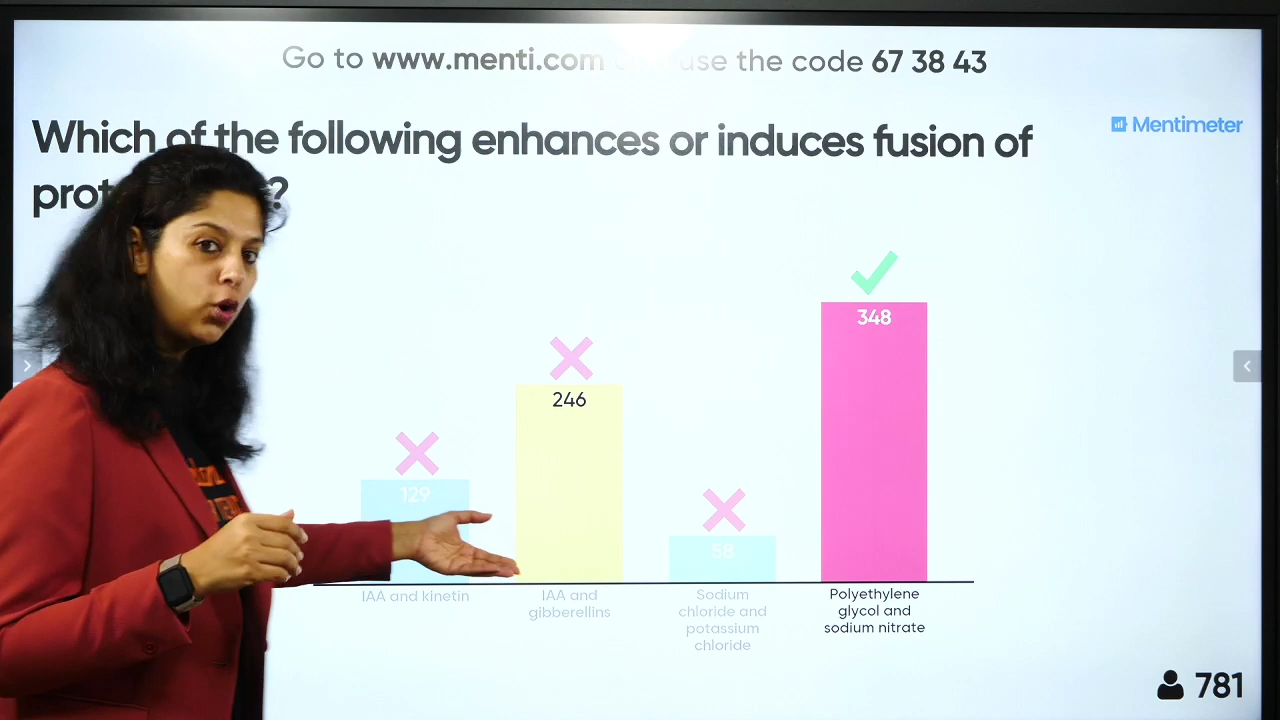 Go to www.menti.com use the code 67 38 43
Mentimeter
Which of the following enhances or induces fusion of
?
129
246
58
348
IAA and kinetin
IAA and
gibberellins
Sodium
chloride and
potassium
chloride
Polyethylene
glycol and
sodium nitrate
781